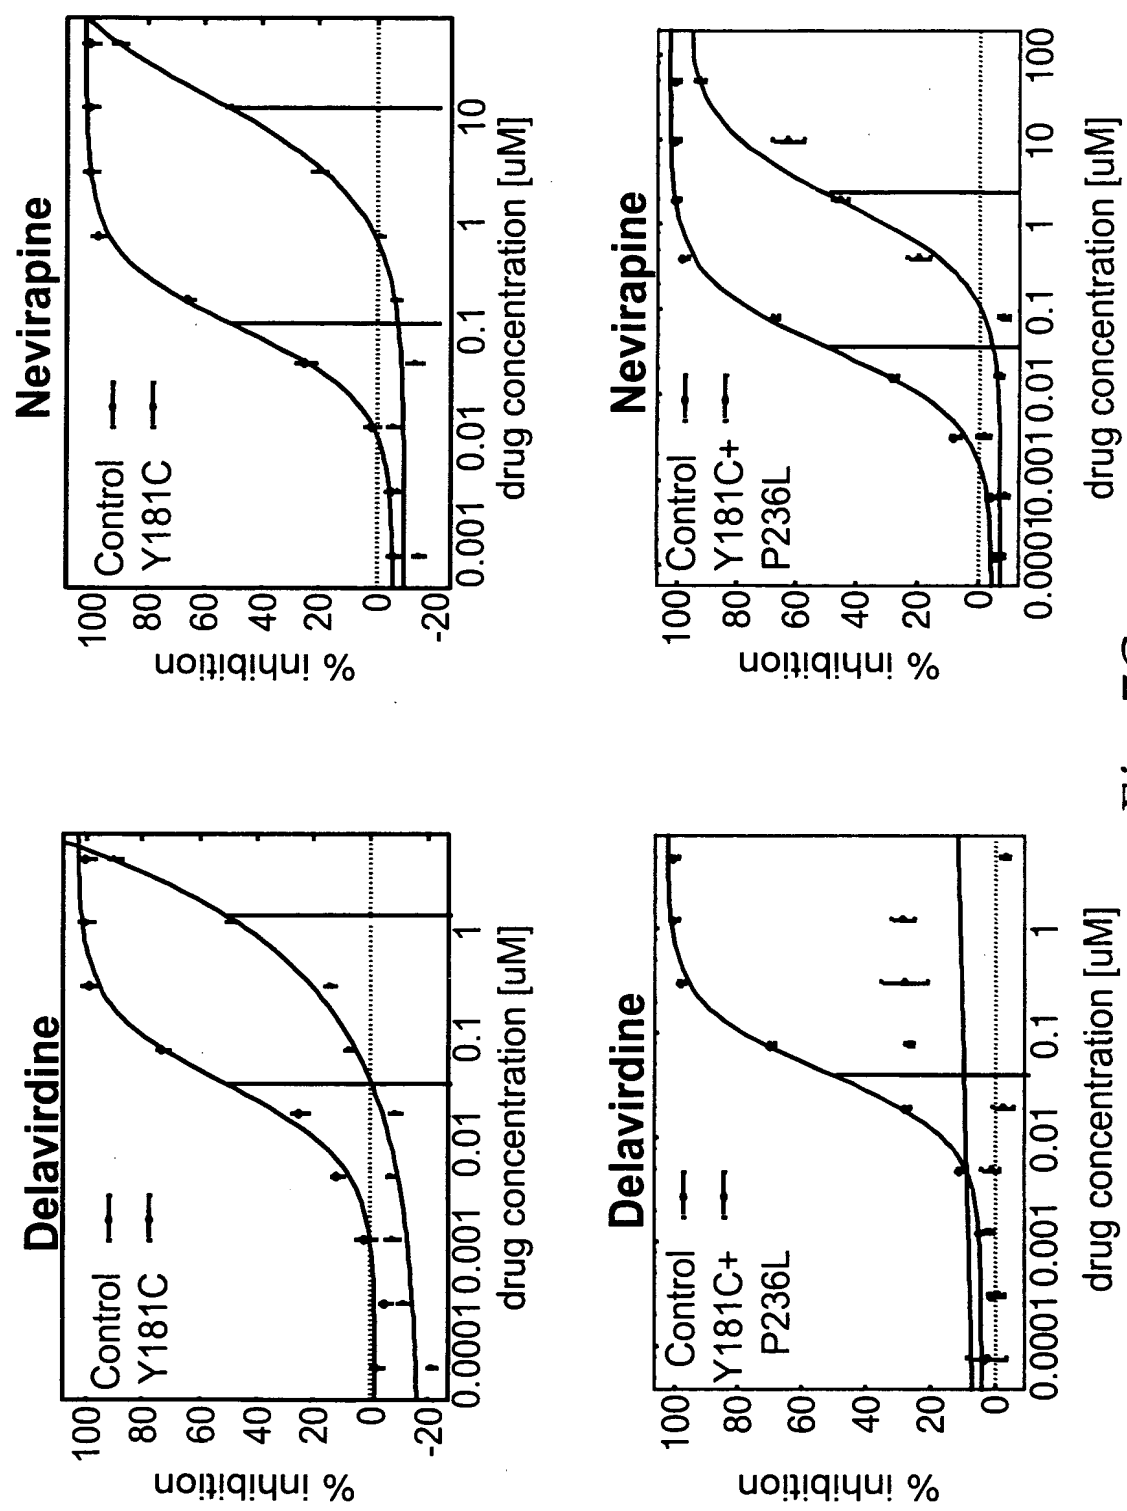 Delavirdine
Control
Y181C
100
80
60
40
20
0
-20
% inhibition
0.0001 0.001 0.01 0.1 1
drug concentration [uM]
Nevirapine
Control
Y181C
100
80
60
40
20
0
-20
% inhibition
0.001 0.01 0.1 1 10
drug concentration [uM]
Delavirdine
Control
Y181C+
P236L
100
80
60
40
20
0
% inhibition
0.0001 0.001 0.01 0.1 1
drug concentration [uM]
Nevirapine
Control
Y181C+
P236L
100
80
60
40
20
0
% inhibition
0.0001 0.001 0.01 0.1 1 10 100
drug concentration [uM]